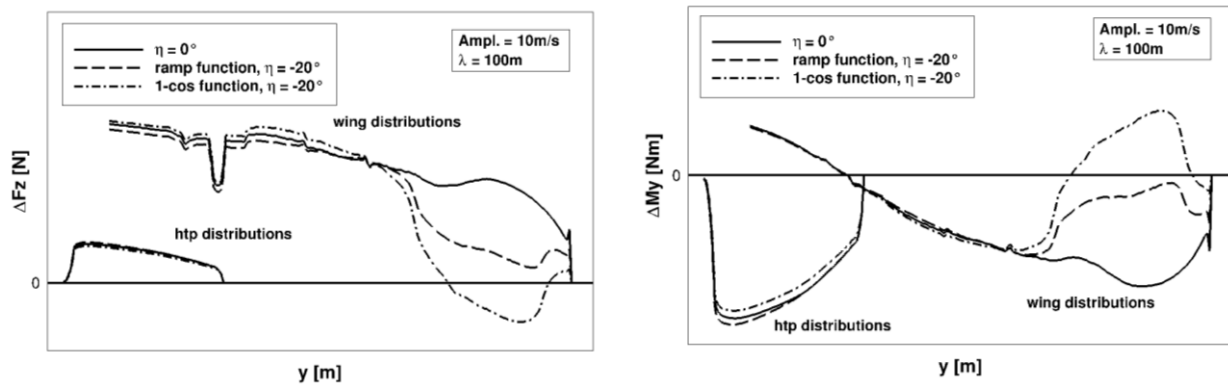 η = 0°
ramp function, η = -20°
1-cos function, η = -20°
Ampl. = 10m/s
λ = 100m
wing distributions
htp distributions
ΔFz [N]
0
y [m]
η = 0°
ramp function, η = -20°
1-cos function, η = -20°
Ampl. = 10m/s
λ = 100m
ΔMy [Nm]
0
wing distributions
htp distributions
y [m]